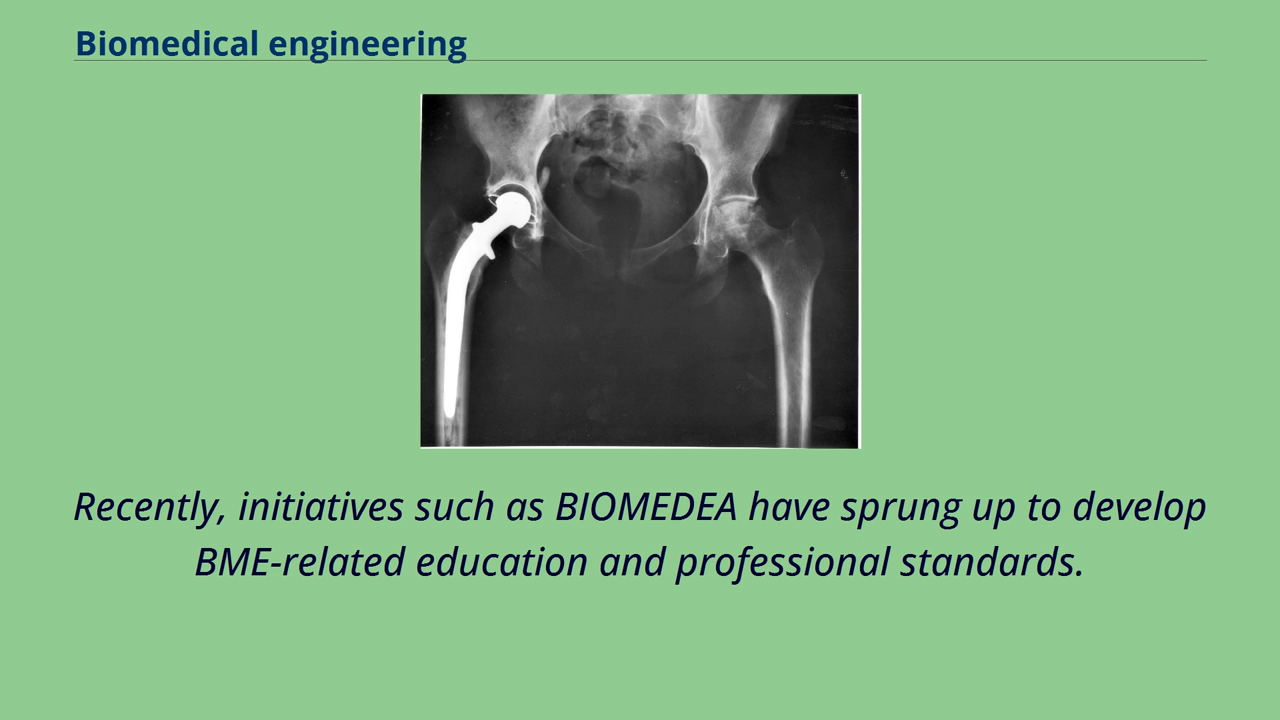 Biomedical engineering
Recently, initiatives such as BIOMEDEA have sprung up to develop
BME-related education and professional standards.